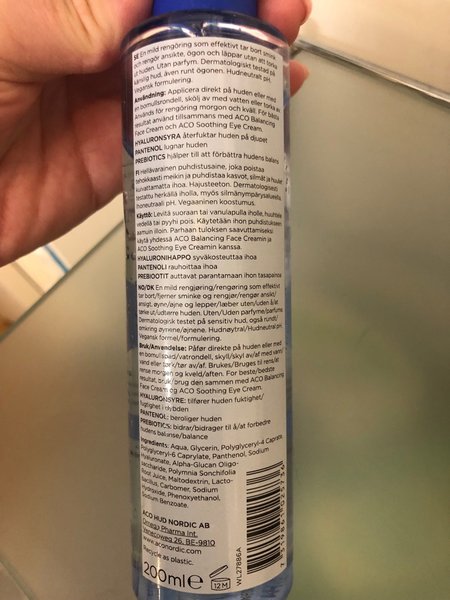 SE En mild rengöring som effektivt tar bort smink
och rengör ansikte, ögon och läppar utan att torka
ut huden. Utan parfym. Dermatologiskt testad på
känslig hud, även runt ögonen. Hudneutralt pH.
Vegansk formulering.
Användning: Applicera direkt på huden eller med
en bomullsrondell, skölj av med vatten eller torka av.
Används för rengöring morgon och kväll. För bästa
resultat använd tillsammans med ACO Balancing
Face Cream och ACO Soothing Eye Cream.
HYALURONSYRA återfuktar huden på djupet
PANTENOL lugnar huden
PREBIOTICS hjälper till att förbättra hudens balans
FI Hellävarainen puhdistusaine, joka poistaa
tehokkaasti meikin ja puhdistaa kasvot, silmät ja huulet
kuivattamatta ihoa. Hajusteeton. Dermatologisesti
testattu herkällä iholla, myös silmänympärysalueella.
Ihoneutraali pH. Vegaaninen koostumus.
Käyttö: Levitä suoraan tai vanulapulla iholle, huuhtele
vedellä tai pyyhi pois. Käytetään ihon puhdistukseen
aamuin illoin. Parhaan tuloksen saavuttamiseksi
käytä yhdessä ACO Balancing Face Creamin ja
ACO Soothing Eye Creamin kanssa.
HYALURONIHAPPO syväkosteuttaa ihoa
PANTENOLI rauhoittaa ihoa
PREBIOOTIT auttavat parantamaan ihon tasapainoa
NO/DK En mild rengjøring/rengøring som effektivt
tar bort/fjerner sminke og rengjør/rengør ansikt/
ansigt, øyne/øjne og lepper/læber uten/uden å/at
tørke ut/udtørre huden. Uten/Uden parfyme/parfume.
Dermatologisk testet på sensitiv hud, også rundt/
omkring øynene/øjnene. Hudnøytral/Hudneutral pH.
Vegansk formel/formulering.
Bruk/Anvendelse: Påfør direkte på huden eller med
en bomullspad/vatrondell, skyll/skyl av/af med vann/
vand eller tørk/tør av/af. Brukes/Bruges til rens/at
rense morgen og kveld/aften. For beste/bedste
resultat, bruk/brug den sammen med ACO Balancing
Face Cream og ACO Soothing Eye Cream.
HYALURONSYRE: tilfører huden fuktighet/
fugtighet i dybden
PANTENOL: beroliger huden
PREBIOTICS: bidrar/bidrager til å/at forbedre
hudens balanse/balance
Ingredients: Aqua, Glycerin, Polyglyceryl-4 Caprate,
Polyglyceryl-6 Caprylate, Panthenol, Sodium
Hyaluronate, Alpha-Glucan Oligo-
saccharide, Polymnia Sonchifolia
Root Juice, Maltodextrin, Lacto-
bacillus, Carbomer, Sodium
Hydroxide, Phenoxyethanol,
Sodium Benzoate.
ACO HUD NORDIC AB
Omega Pharma Int.
Venecoweg 26, BE-9810
www.aconordic.com
Recycle as plastic.
200ml e
12M
WL27886A